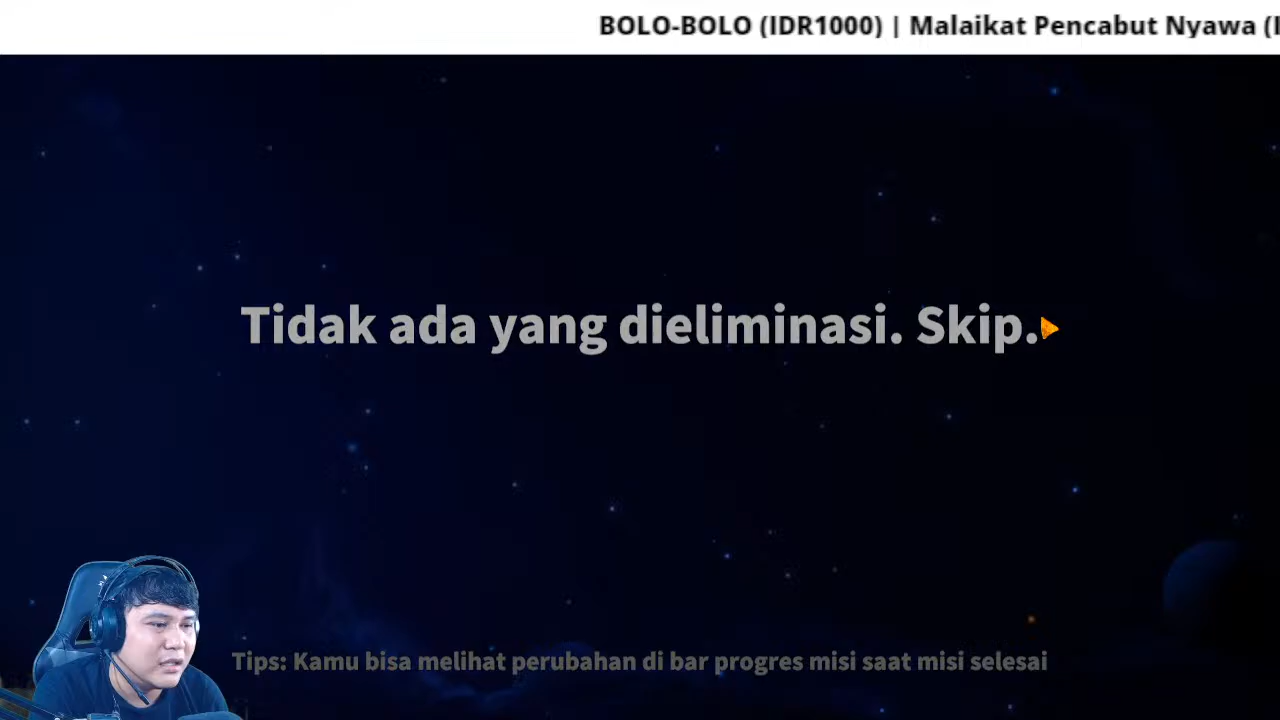 BOLO-BOLO (IDR1000) | Malaikat Pencabut Nyawa (
Tidak ada yang dieliminasi. Skip.
Tips: Kamu bisa melihat perubahan di bar progres misi saat misi selesai